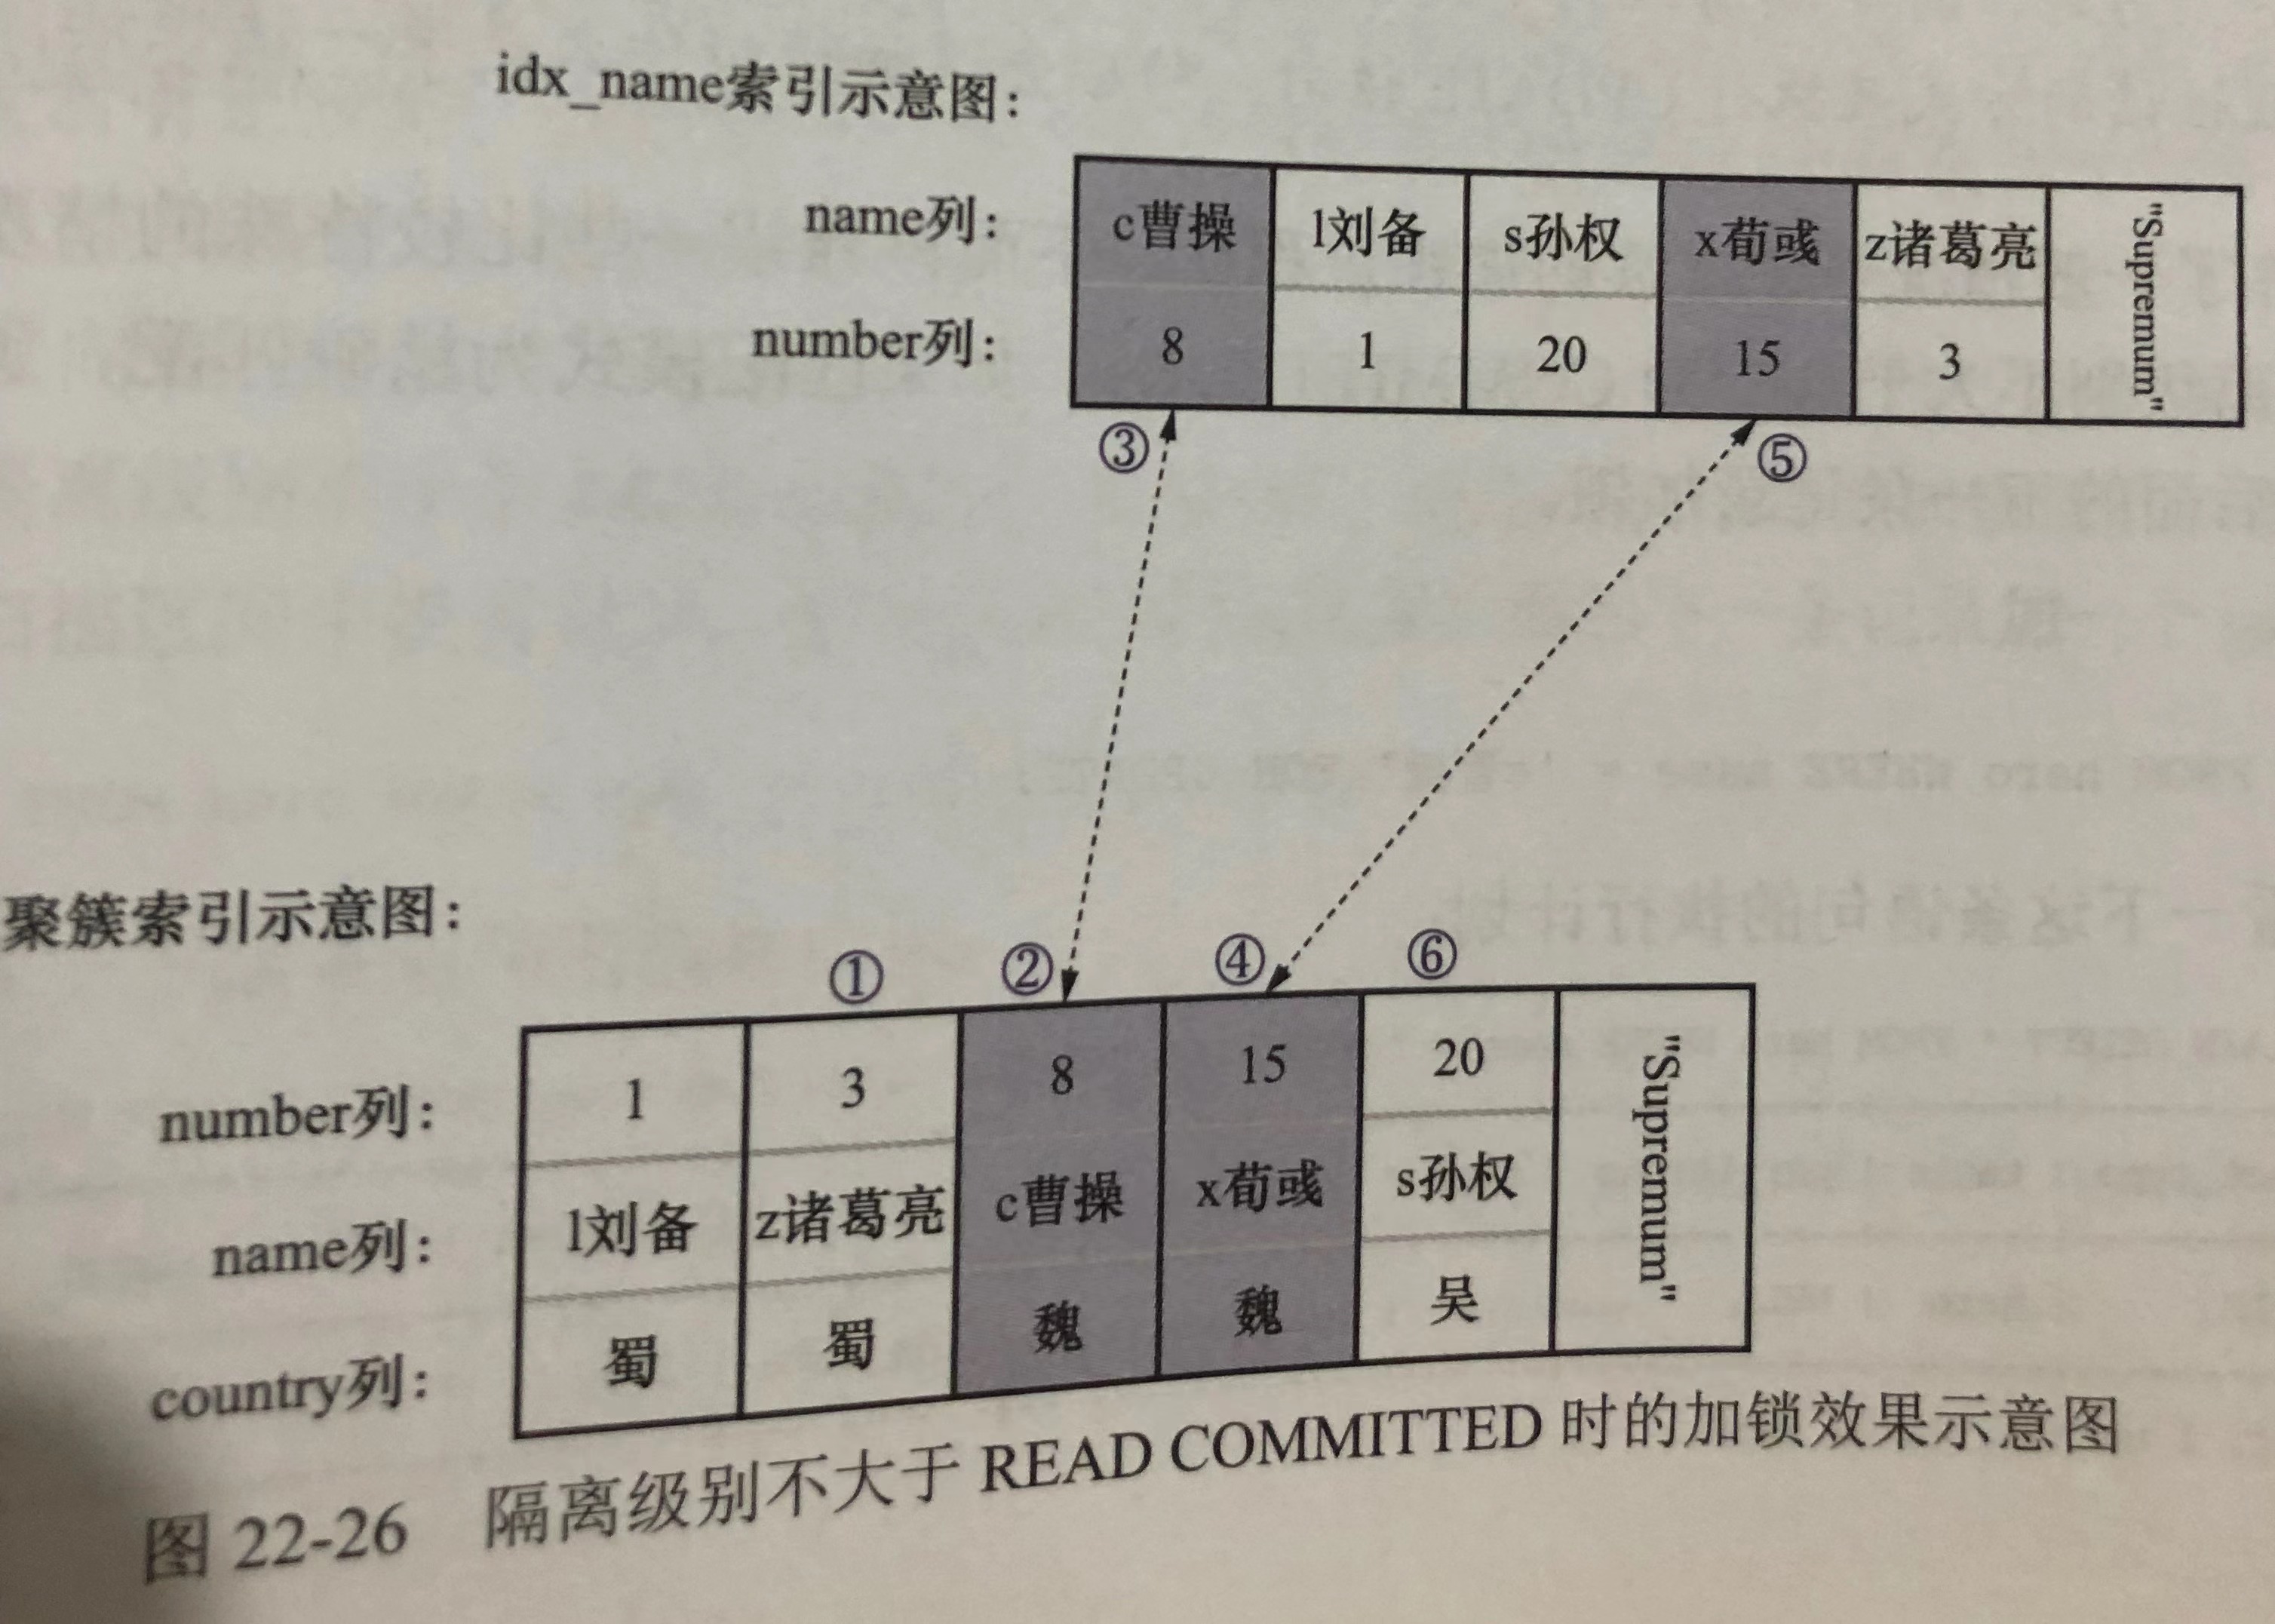 idx_name索引示意图:
name列: c曹操 l刘备 s孙权 x荀彧 z诸葛亮 "Supremum"
number列: 8 1 20 15 3
③ ⑤
聚簇索引示意图:
① ② ④ ⑥
number列: 1 3 8 15 20 "Supremum"
name列: l刘备 z诸葛亮 c曹操 x荀彧 s孙权
country列: 蜀 蜀 魏 魏 吴
图 22-26 隔离级别不大于 READ COMMITTED 时的加锁效果示意图